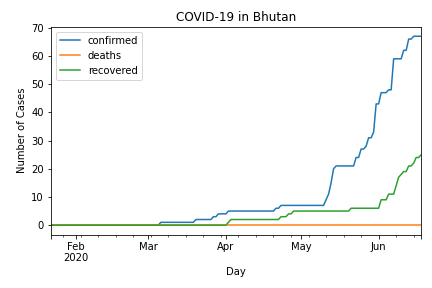 COVID-19 in Bhutan
70
60
50
40
30
20
10
0
Number of Cases
confirmed
deaths
recovered
Feb
2020
Mar
Apr
May
Jun
Day